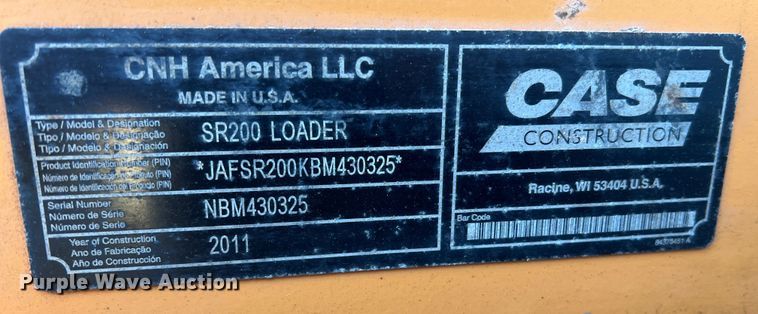 CNH America LLC
MADE IN U.S.A.
Type / Model & Designation
Tipo / Modelo & Designação
Tipo / Modelo & Designación
SR200 LOADER
Product Identification Number (PIN)
Número de Identificação do Produto (PIN)
Número de Identificación del Producto (PIN)
*JAFSR200KBM430325*
Serial Number
Número de Série
Número de Serie
NBM430325
Year of Construction
Ano de Fabricação
Año de Construcción
2011
CASE
CONSTRUCTION
Racine, WI 53404 U.S.A.
Bar Code
84378451 A
Purple Wave Auction